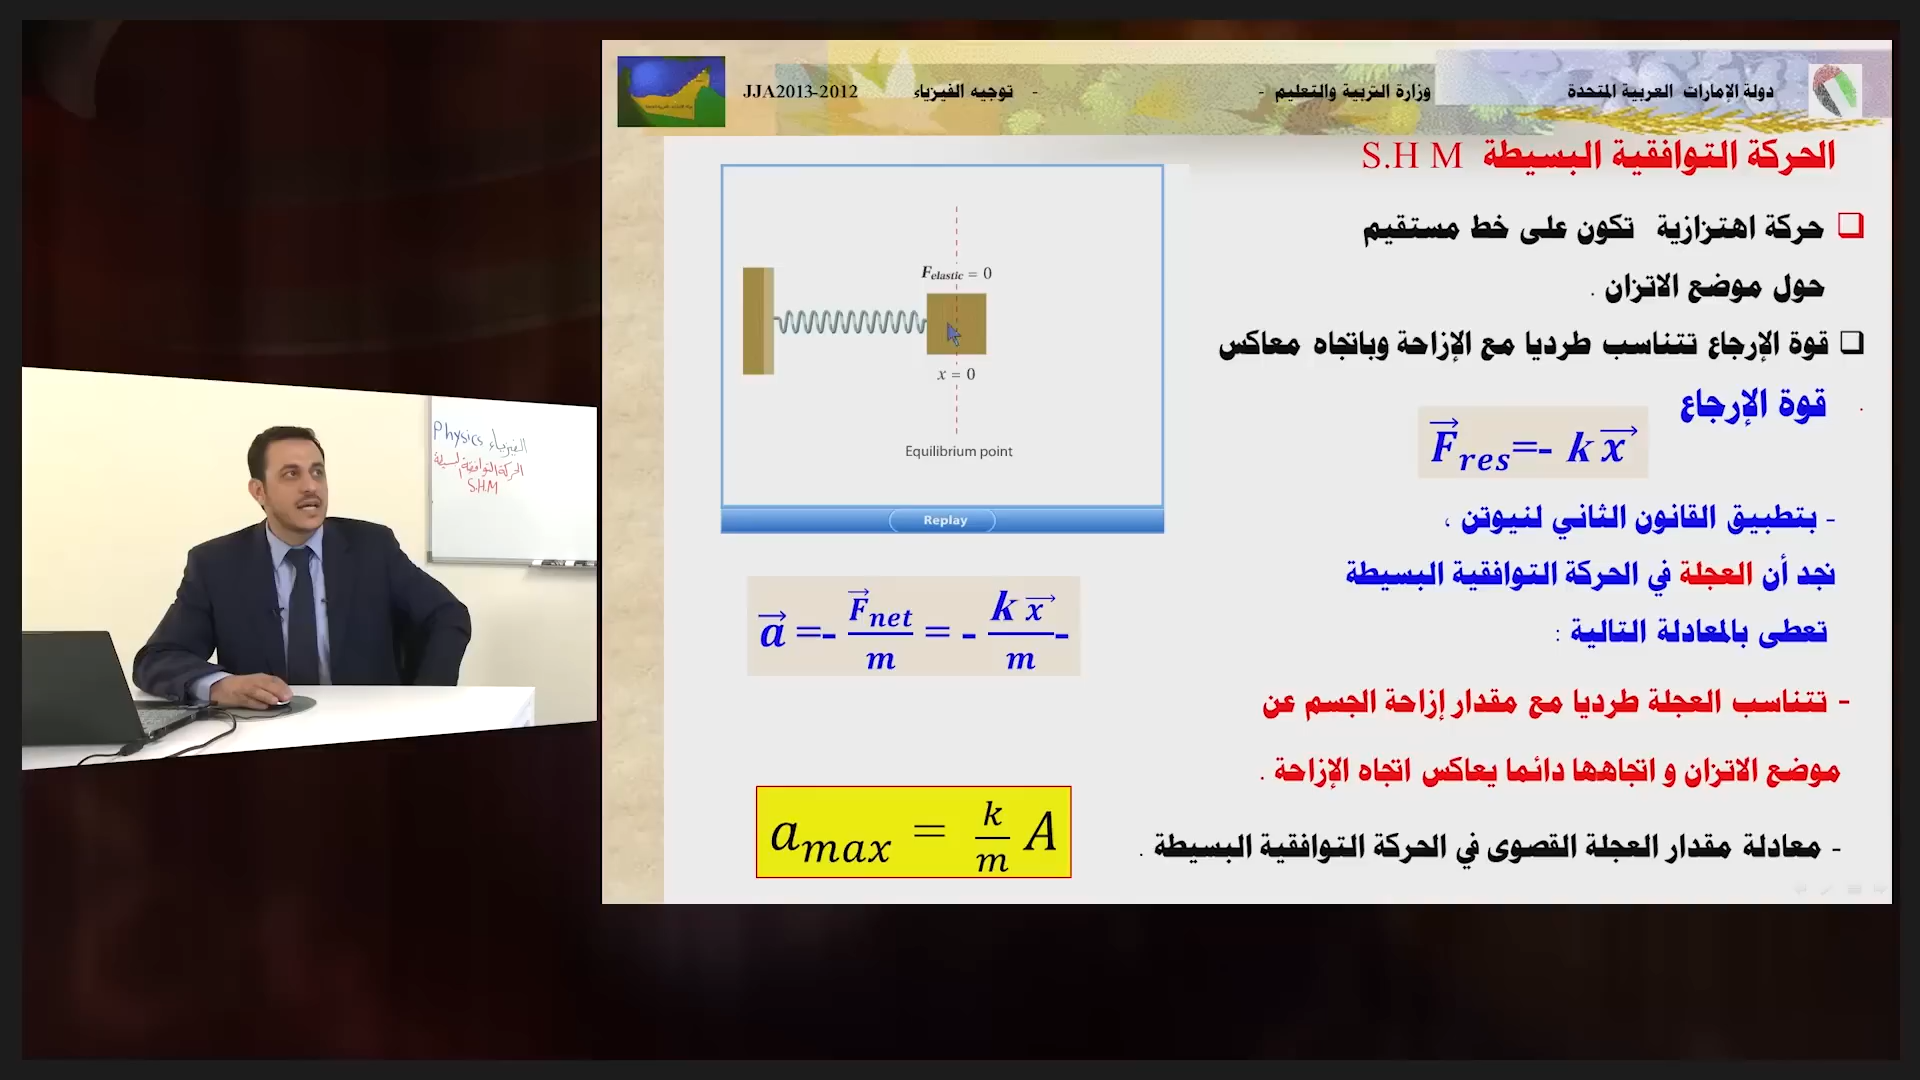 دولة الإمارات العربية المتحدة
وزارة التربية والتعليم -
- توجيه الفيزياء
JJA2013-2012
الحركة التوافقية البسيطة S.H M
حركة اهتزازية تكون على خط مستقيم
حول موضع الاتزان .
قوة الإرجاع تتناسب طرديا مع الإزاحة وباتجاه معاكس
. قوة الإرجاع
F⃗res=- k x⃗
- بتطبيق القانون الثاني لنيوتن ،
نجد أن العجلة في الحركة التوافقية البسيطة
تعطى بالمعادلة التالية :
a⃗ =- F⃗net/m = - k x⃗/m-
- تتناسب العجلة طرديا مع مقدار إزاحة الجسم عن
موضع الاتزان و اتجاهها دائما يعاكس اتجاه الإزاحة .
- معادلة مقدار العجلة القصوى في الحركة التوافقية البسيطة .
amax = k/m A
Felastic = 0
x = 0
Equilibrium point
Replay
Physics الفيزياء
الحركة التوافقية البسيطة
S.H.M